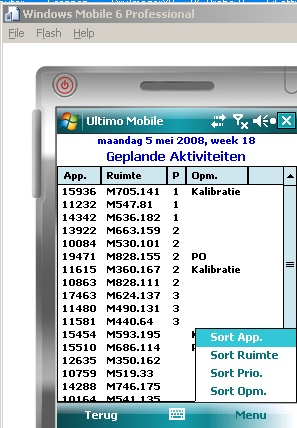 Windows Mobile 6 Professional
File Flash Help
Ultimo Mobile
maandag 5 mei 2008, week 18
Geplande Aktiviteiten
App. Ruimte P Opm.
15936 M705.141 1 Kalibratie
11232 M547.81 1
14342 M636.182 1
13922 M663.159 2
10084 M530.101 2
19471 M828.155 2 PO
11615 M360.167 2 Kalibratie
10863 M828.111 2
17463 M624.137 3
11480 M490.131 3
11581 M440.64 3
15454 M593.195
15510 M686.114
12635 M350.162
10759 M519.33
14288 M746.175
10164 M541.135
Sort App.
Sort Ruimte
Sort Prio.
Sort Opm.
Terug Menu